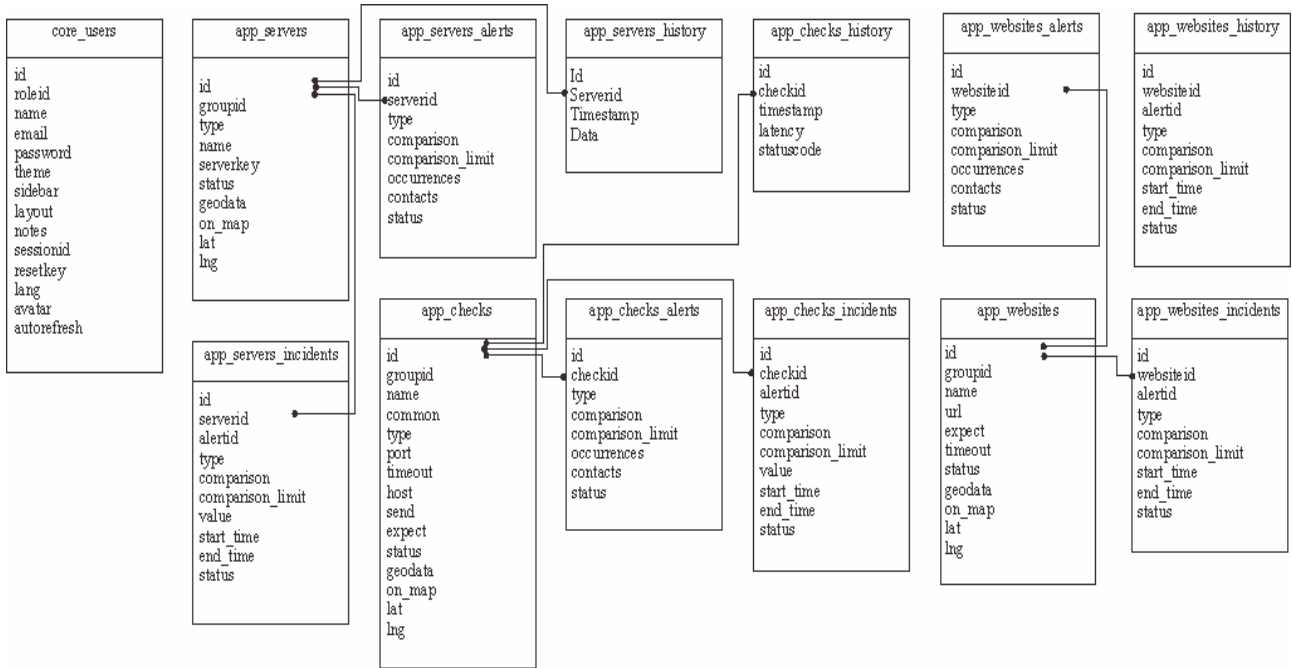 core_users
id
roleid
name
email
password
theme
sidebar
layout
notes
sessionid
resetkey
lang
avatar
autorefresh
app_servers
id
groupid
type
name
serverkey
status
geodata
on_map
lat
lng
app_servers_alerts
id
serverid
type
comparison
comparison_limit
occurrences
contacts
status
app_servers_history
Id
Serverid
Timestamp
Data
app_checks_history
id
checkid
timestamp
latency
statuscode
app_websites_alerts
id
websiteid
type
comparison
comparison_limit
occurrences
contacts
status
app_websites_history
id
websiteid
alertid
type
comparison
comparison_limit
start_time
end_time
status
app_servers_incidents
id
serverid
alertid
type
comparison
comparison_limit
value
start_time
end_time
status
app_checks
id
groupid
name
common
type
port
timeout
host
send
expect
status
geodata
on_map
lat
lng
app_checks_alerts
id
checkid
type
comparison
comparison_limit
occurrences
contacts
status
app_checks_incidents
id
checkid
alertid
type
comparison
comparison_limit
value
start_time
end_time
status
app_websites
id
groupid
name
url
expect
timeout
status
geodata
on_map
lat
lng
app_websites_incidents
id
websiteid
alertid
type
comparison
comparison_limit
start_time
end_time
status